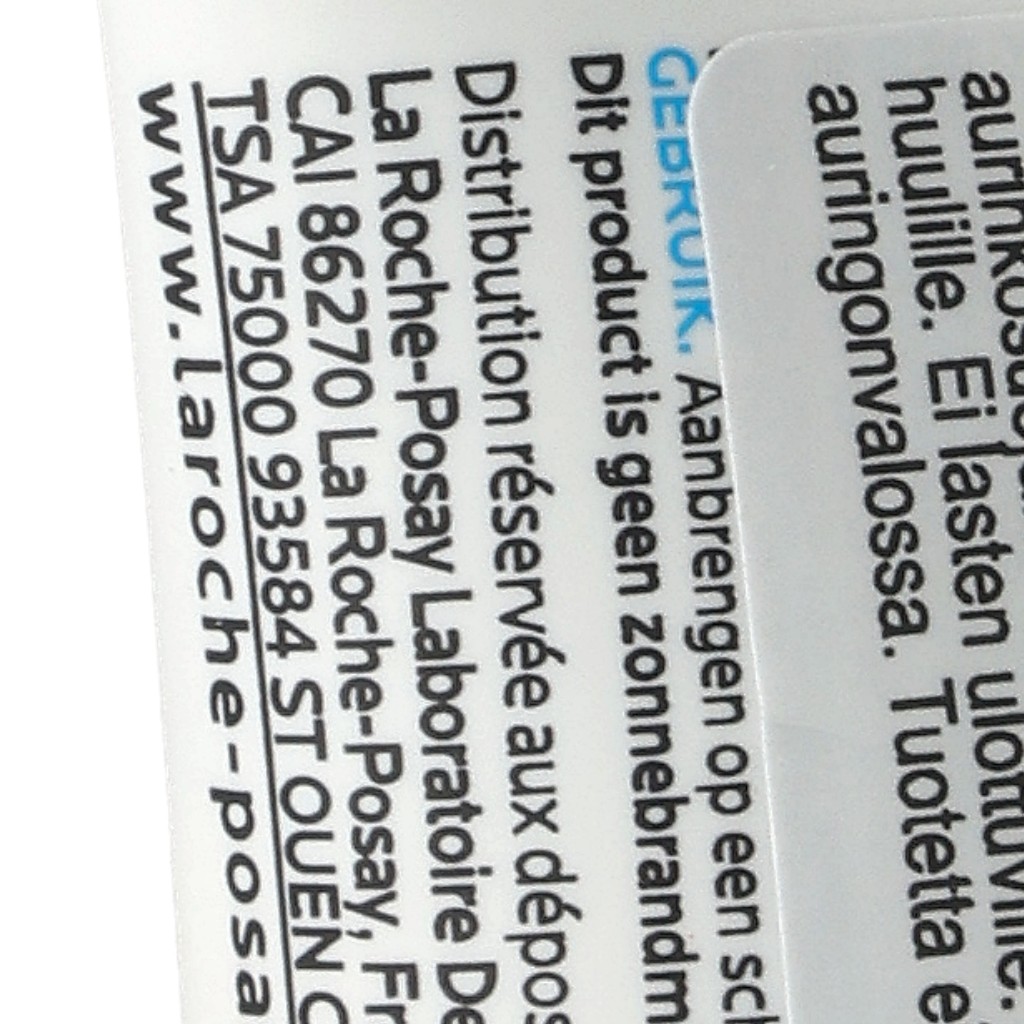 huulille. Ei lasten ulottuville.
auringonvalossa. Tuotetta
GEBRUIK. Aanbrengen op een
Dit product is geen
Distribution réservée aux
La Roche-Posay Laboratoire
CAI 86270 La Roche-Posay,
TSA 75000 93584 ST OUEN
www.laroche-posa